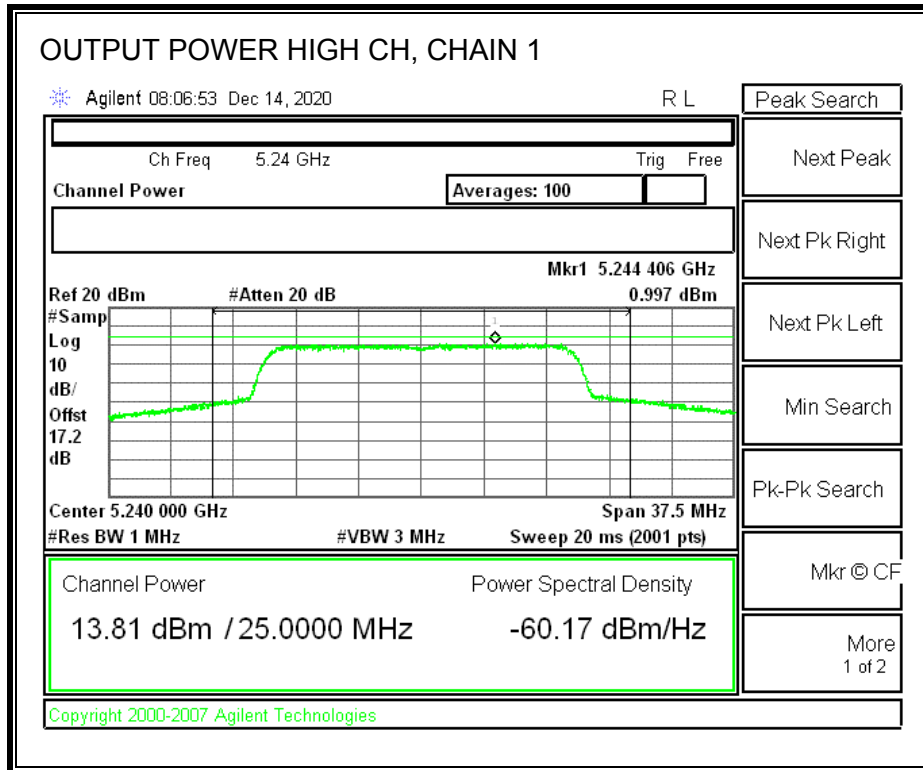 OUTPUT POWER HIGH CH, CHAIN 1
Agilent 08:06:53 Dec 14, 2020 R L
Peak Search
Ch Freq 5.24 GHz Trig Free
Channel Power Averages: 100
Mkr1 5.244 406 GHz
Ref 20 dBm #Atten 20 dB 0.997 dBm
#Samp
Log
10
dB/
Offst
17.2
dB
1
Center 5.240 000 GHz Span 37.5 MHz
#Res BW 1 MHz #VBW 3 MHz Sweep 20 ms (2001 pts)
Channel Power Power Spectral Density
13.81 dBm / 25.0000 MHz -60.17 dBm/Hz
Copyright 2000-2007 Agilent Technologies
Next Peak
Next Pk Right
Next Pk Left
Min Search
Pk-Pk Search
Mkr © CF
More
1 of 2